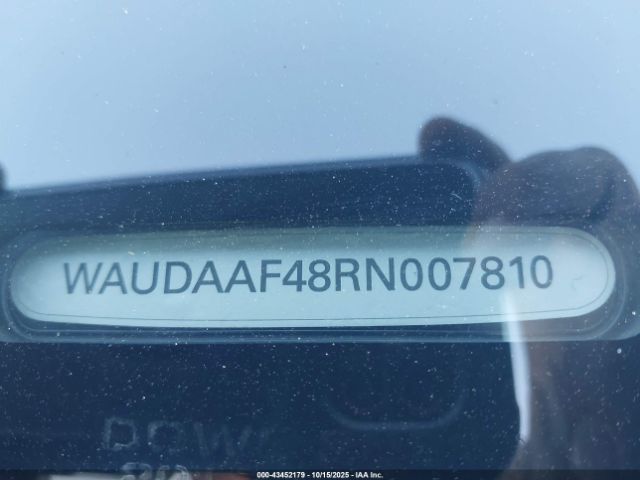 WAUDAAF48RN007810
000-43452179 - 10/15/2025 - IAA Inc.